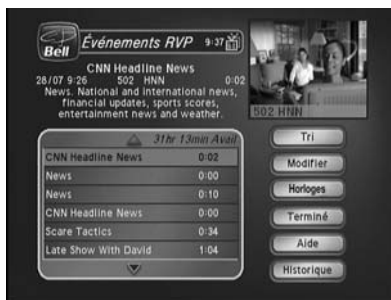 Bell
Événements RVP 9:37
CNN Headline News
28/07 9:26 502 HNN 0:02
News. National and international news,
financial updates, sports scores,
entertainment news and weather.
502 HNN
31hr 13min Avail
CNN Headline News 0:02
News 0:00
News 0:10
CNN Headline News 0:00
Scare Tactics 0:34
Late Show With David 1:04
Tri
Modifier
Horloges
Terminé
Aide
Historique